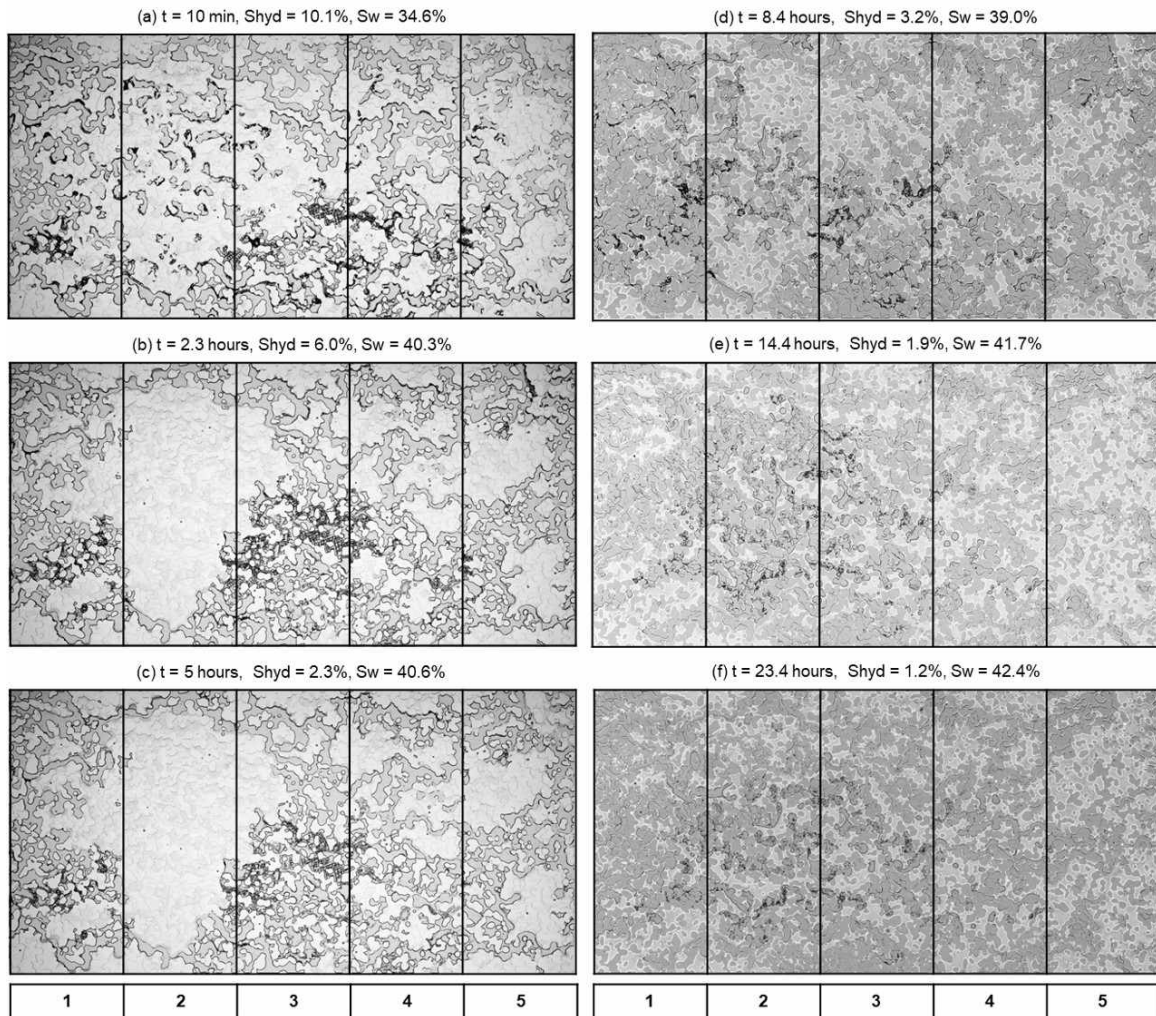 (a) t = 10 min, Shyd = 10.1%, Sw = 34.6%
(b) t = 2.3 hours, Shyd = 6.0%, Sw = 40.3%
(c) t = 5 hours, Shyd = 2.3%, Sw = 40.6%
1 2 3 4 5
(d) t = 8.4 hours, Shyd = 3.2%, Sw = 39.0%
(e) t = 14.4 hours, Shyd = 1.9%, Sw = 41.7%
(f) t = 23.4 hours, Shyd = 1.2%, Sw = 42.4%
1 2 3 4 5